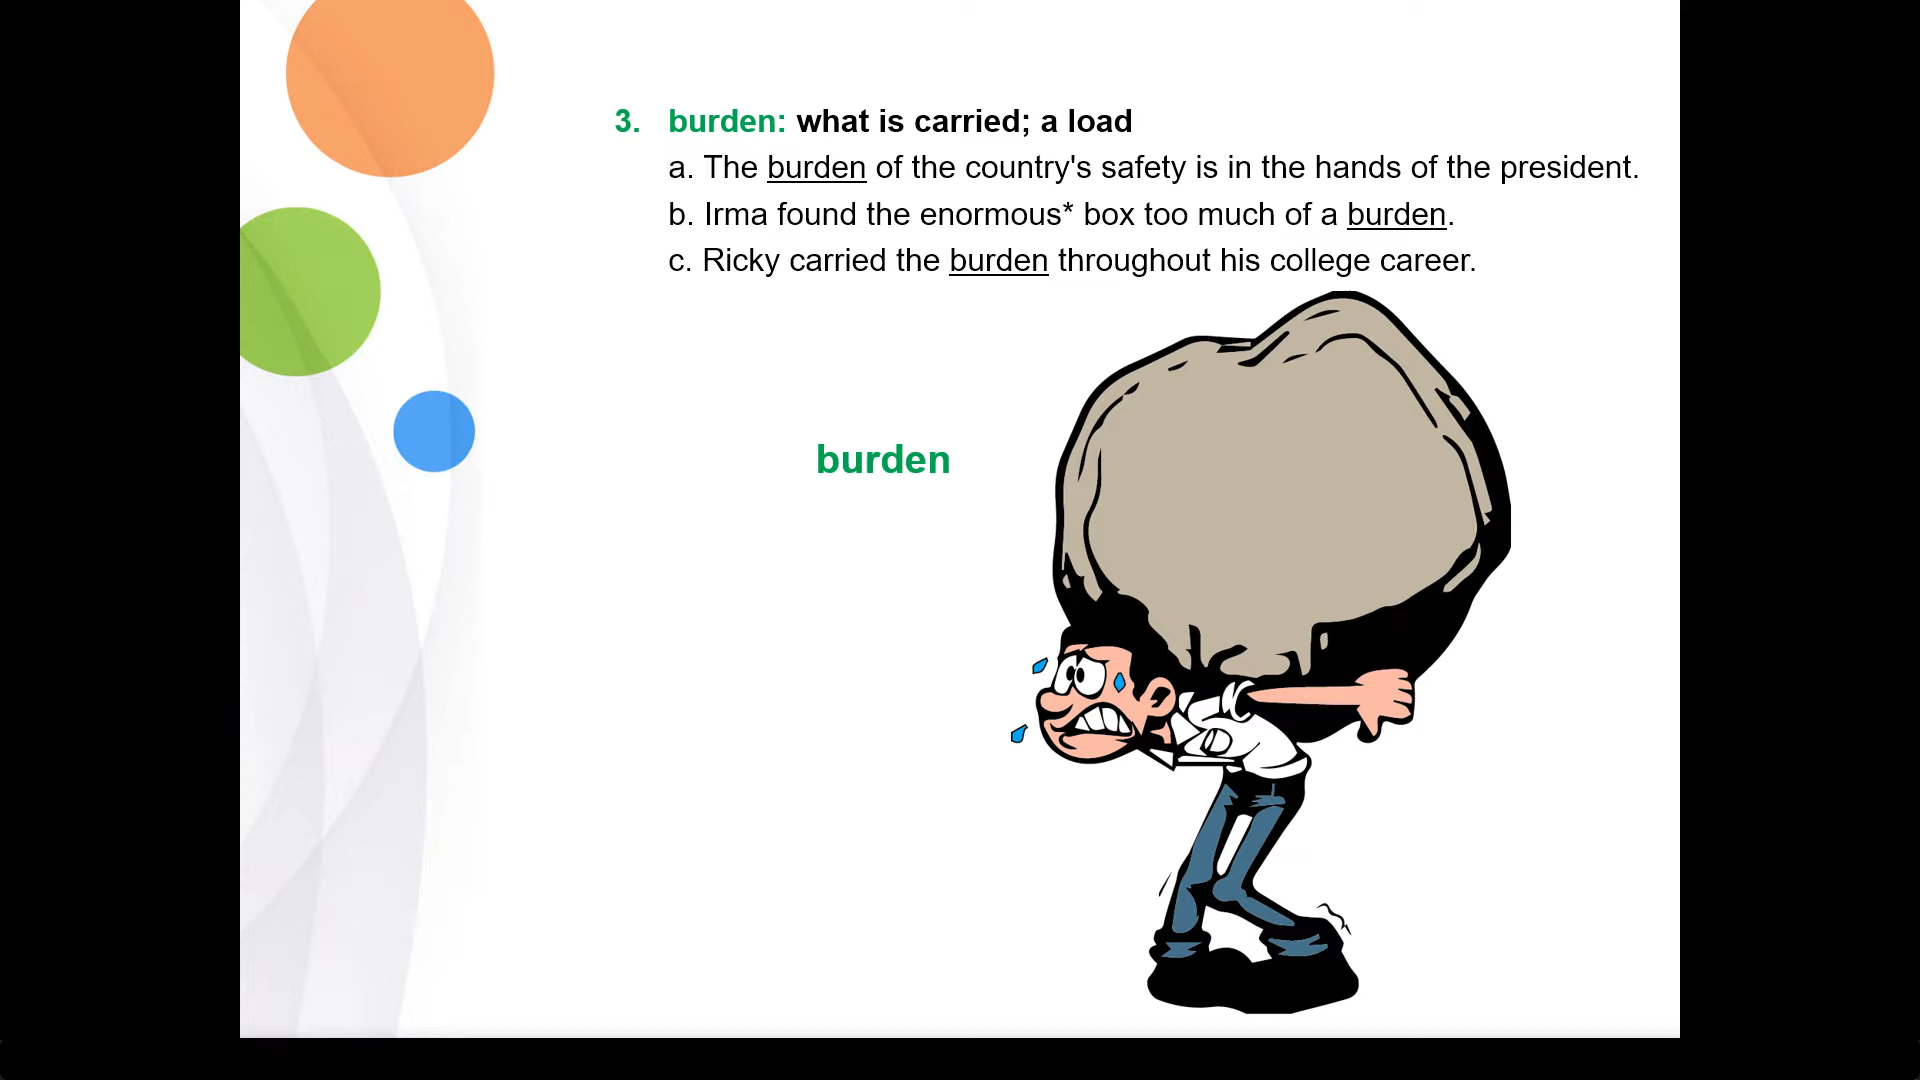 3. burden: what is carried; a load
a. The burden of the country's safety is in the hands of the president.
b. Irma found the enormous* box too much of a burden.
c. Ricky carried the burden throughout his college career.
burden